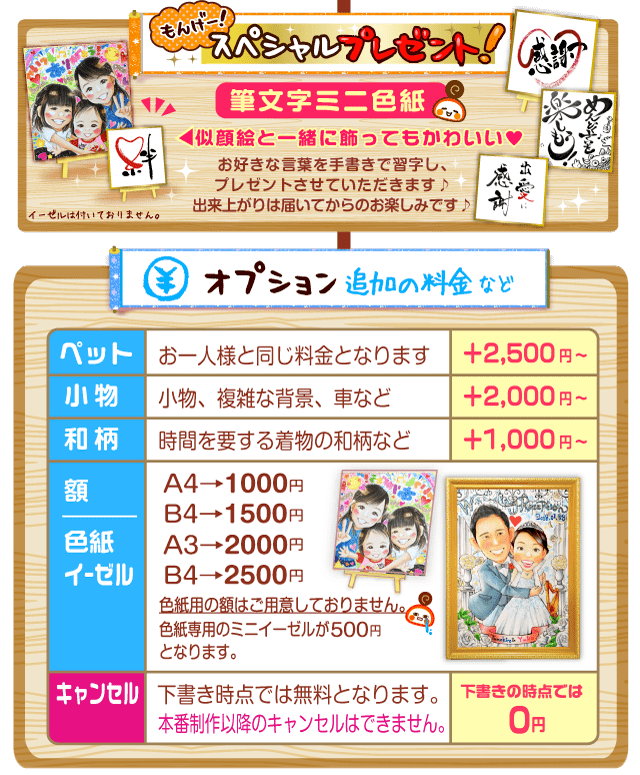 もんげー!
スペシャルプレゼント!
筆文字ミニ色紙
◀似顔絵と一緒に飾ってもかわいい♥
お好きな言葉を手書きで習字し、
プレゼントさせていただきます♪
出来上がりは届いてからのお楽しみです♪
イーゼルは付いておりません。
絆
感謝
楽しもう!
出愛に
感謝
¥ オプション 追加の料金 など
ペット お一人様と同じ料金となります +2,500円~
小物 小物、複雑な背景、車など +2,000円~
和柄 時間を要する着物の和柄など +1,000円~
額
色紙
イーゼル
A4→1000円
B4→1500円
A3→2000円
B4→2500円
色紙用の額はご用意しておりません。
色紙専用のミニイーゼルが500円
となります。
キャンセル
下書き時点では無料となります。
本番制作以降のキャンセルはできません。
下書きの時点では
0円